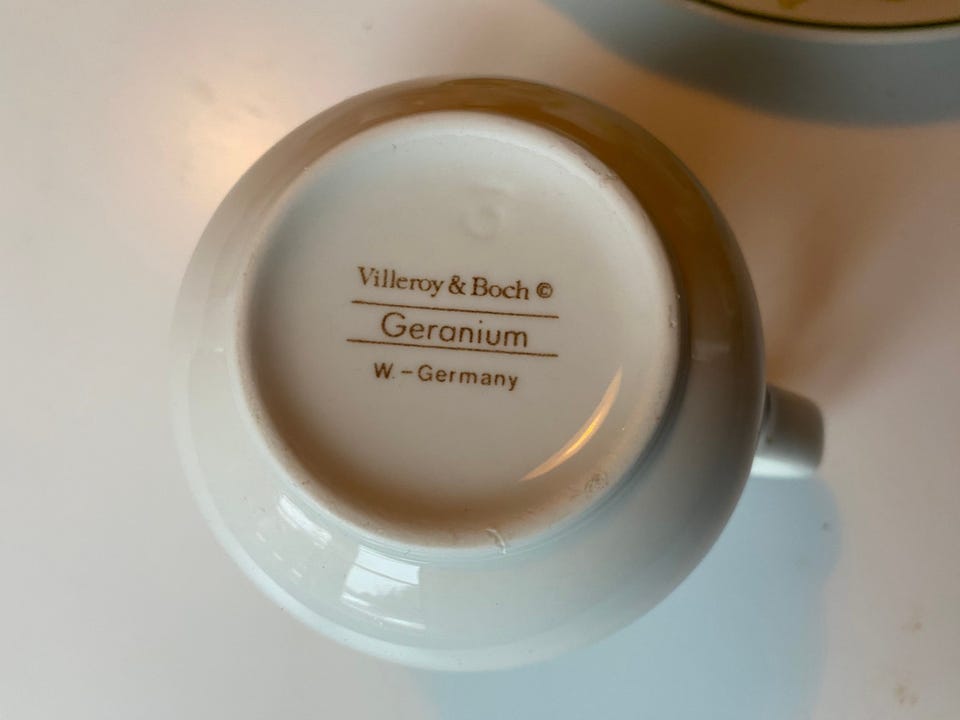 Villeroy & Boch ©
Geranium
W.-Germany